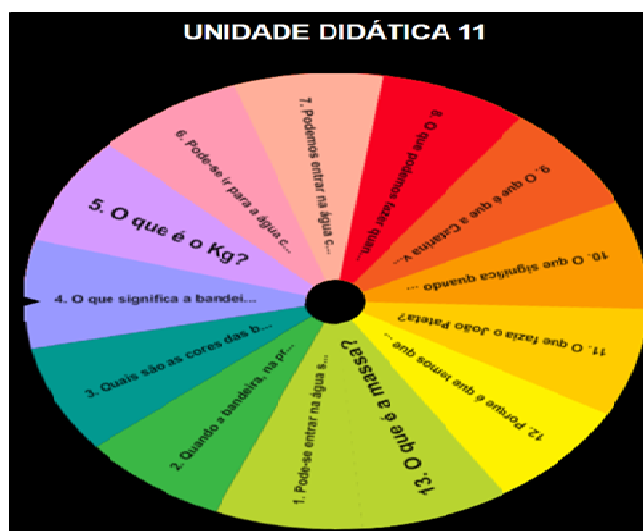 UNIDADE DIDÁTICA 11
1. Pode-se entrar na água s...
2. Quando a bandeira, na pr...
3. Quais são as cores das b...
4. O que significa a bandei...
5. O que é o Kg?
6. Pode-se ir para a água c...
7. Podemos entrar na água c...
8. O que podemos fazer quan...
9. O que é que a Catarina v...
10. O que significa quando ...
11. O que fazia o João Pateta?
12. Porque é que temos que ...
13. O que é a massa?